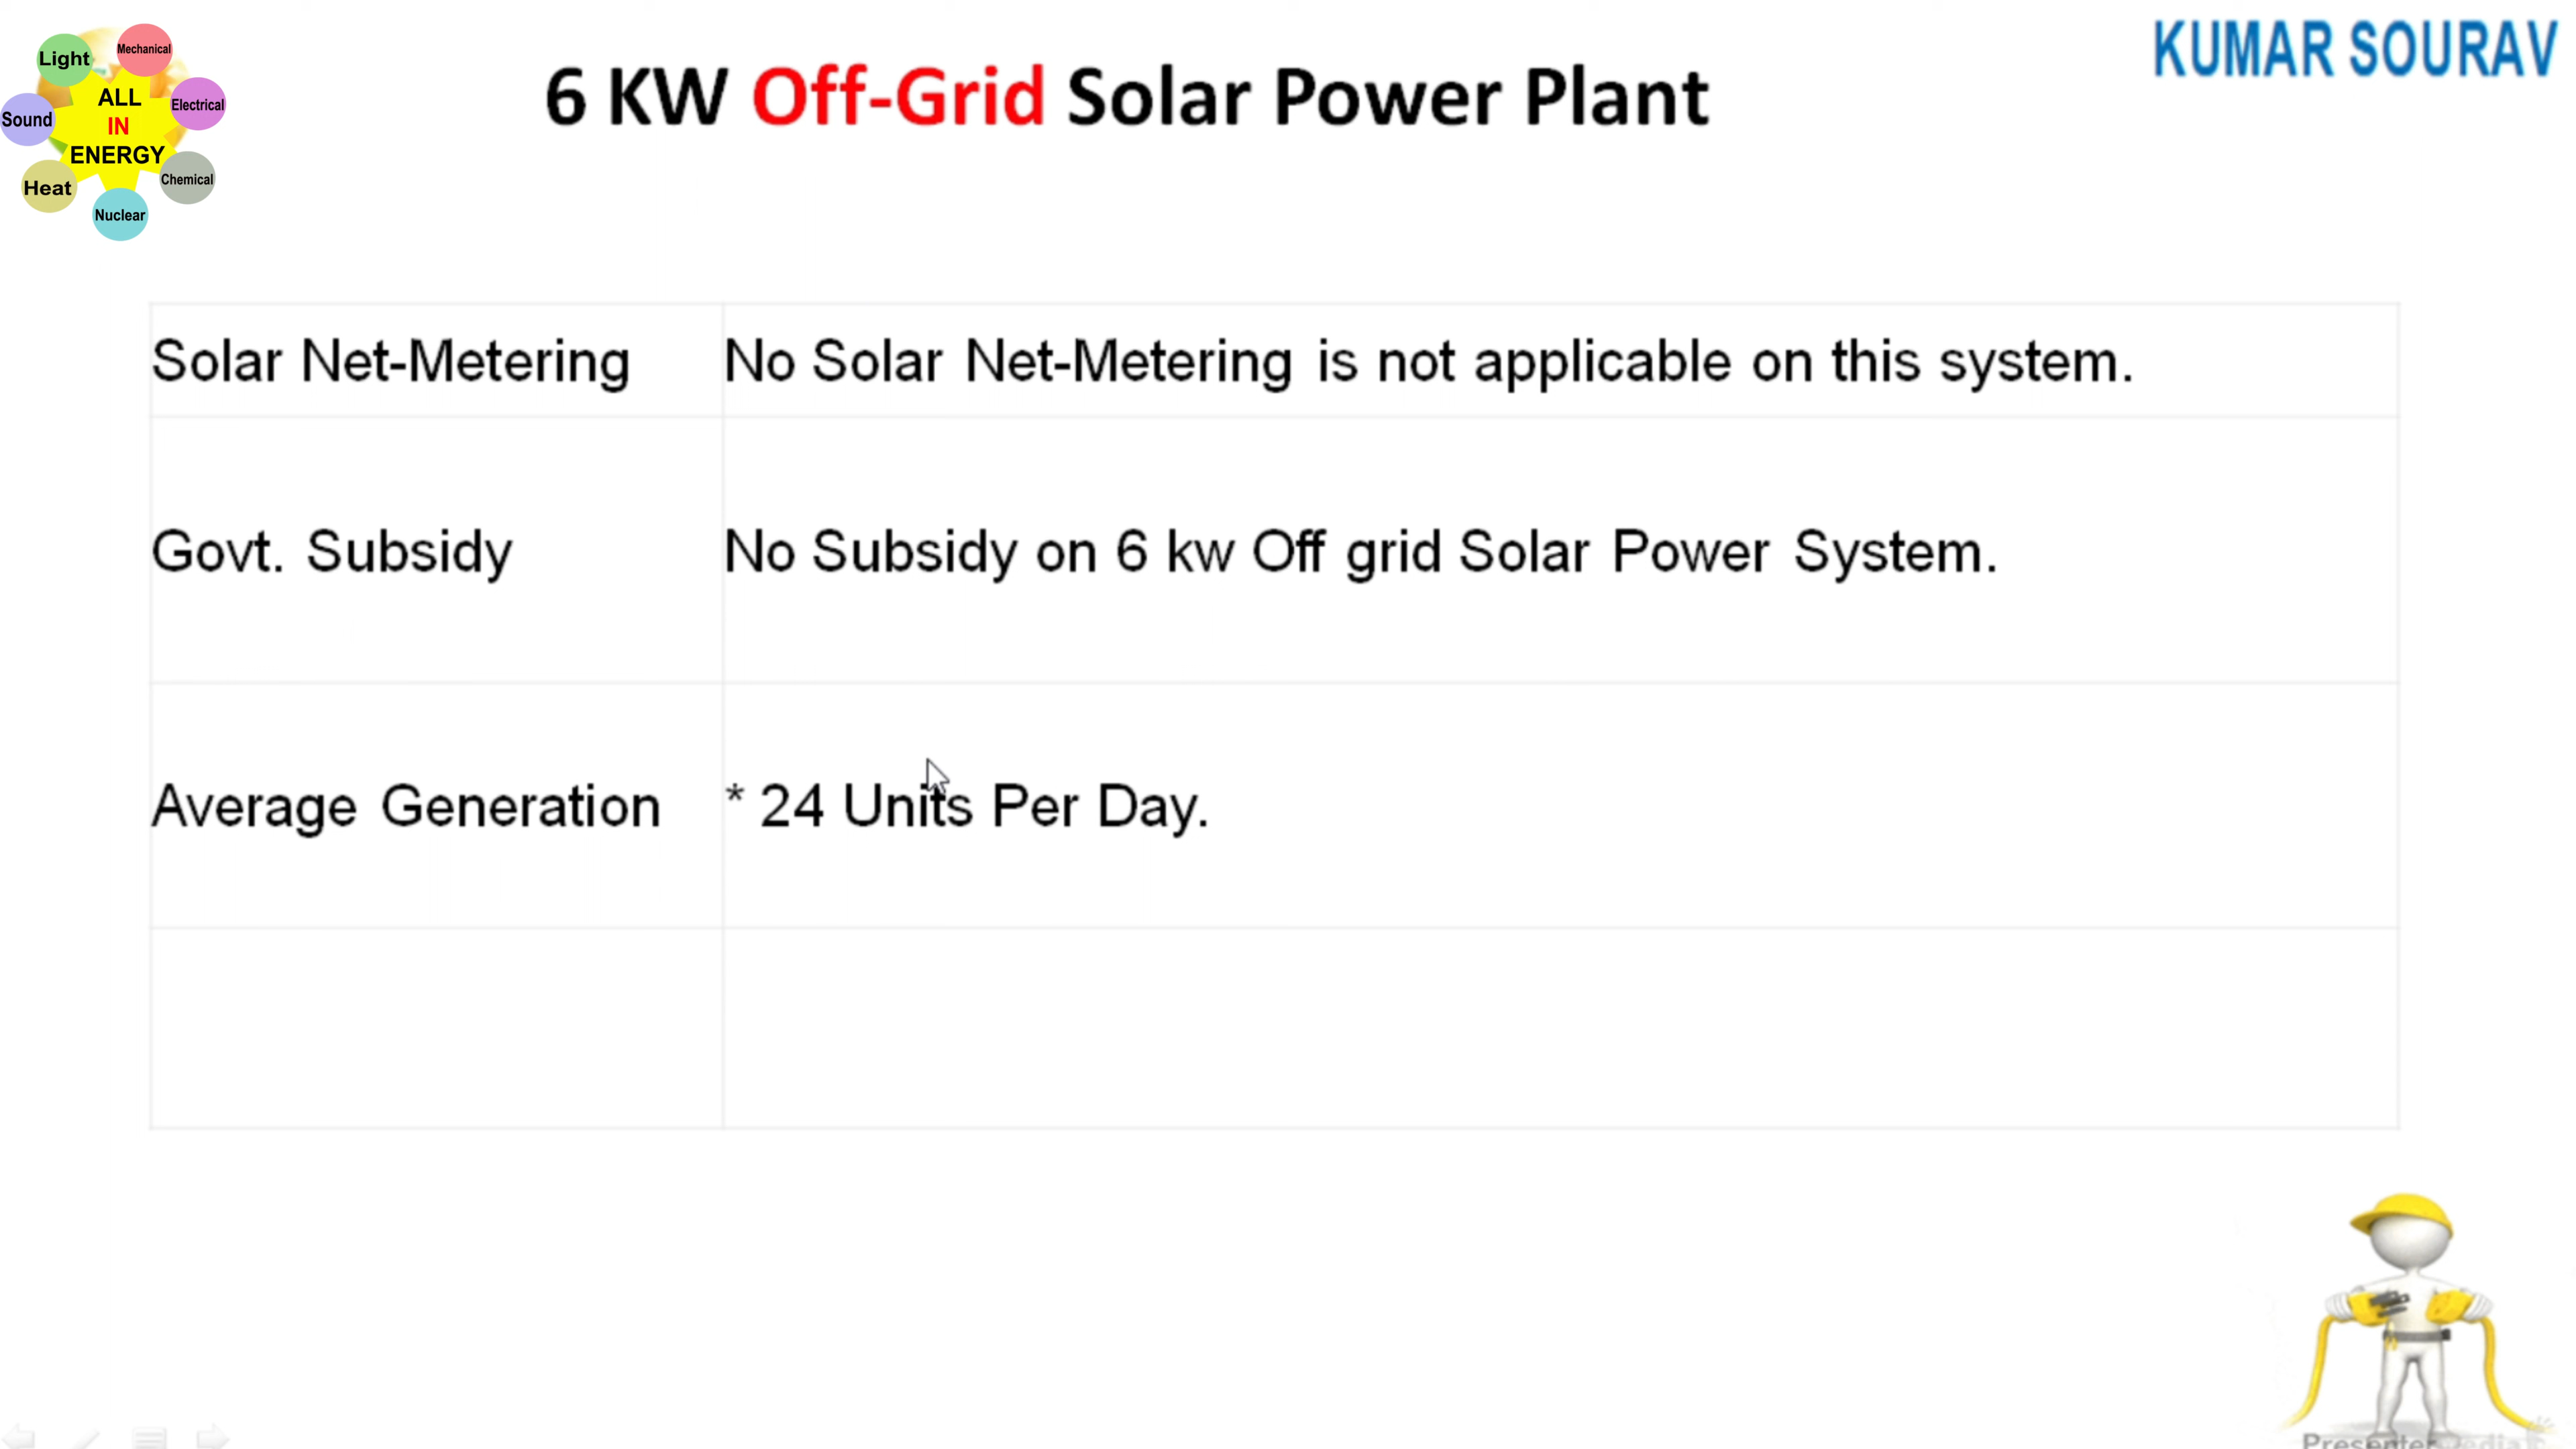 Light
Mechanical
ALL
IN
ENERGY
Electrical
Sound
Heat
Chemical
Nuclear
6 KW Off-Grid Solar Power Plant
KUMAR SOURAV
Solar Net-Metering
No Solar Net-Metering is not applicable on this system.
Govt. Subsidy
No Subsidy on 6 kw Off grid Solar Power System.
Average Generation
* 24 Units Per Day.